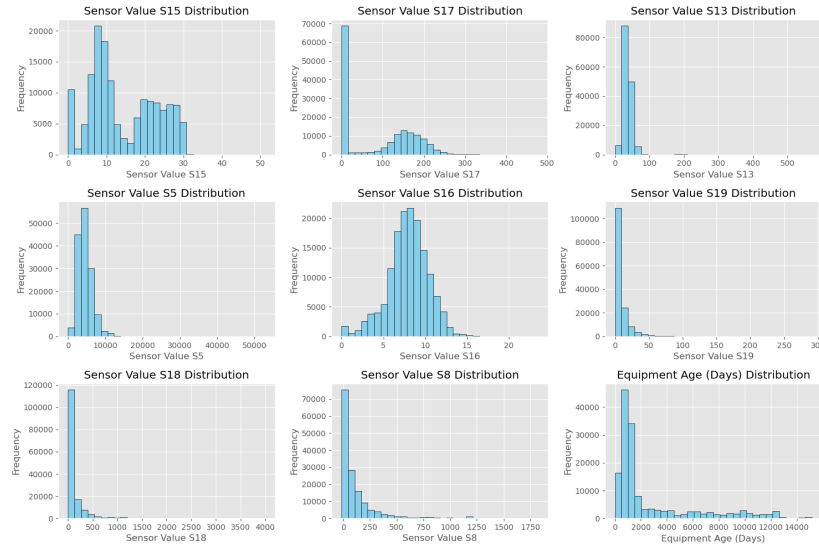 Sensor Value S15 Distribution
Frequency
20000
15000
10000
5000
0
0 10 20 30 40 50
Sensor Value S15
Sensor Value S17 Distribution
Frequency
70000
60000
50000
40000
30000
20000
10000
0
0 100 200 300 400 500
Sensor Value S17
Sensor Value S13 Distribution
Frequency
80000
60000
40000
20000
0
0 100 200 300 400 500
Sensor Value S13
Sensor Value S5 Distribution
Frequency
50000
40000
30000
20000
10000
0
0 10000 20000 30000 40000 50000
Sensor Value S5
Sensor Value S16 Distribution
Frequency
20000
15000
10000
5000
0
0 5 10 15 20
Sensor Value S16
Sensor Value S19 Distribution
Frequency
100000
80000
60000
40000
20000
0
0 50 100 150 200 250 300
Sensor Value S19
Sensor Value S18 Distribution
Frequency
120000
100000
80000
60000
40000
20000
0
0 500 1000 1500 2000 2500 3000 3500 4000
Sensor Value S18
Sensor Value S8 Distribution
Frequency
70000
60000
50000
40000
30000
20000
10000
0
0 250 500 750 1000 1250 1500 1750
Sensor Value S8
Equipment Age (Days) Distribution
Frequency
40000
30000
20000
10000
0
0 2000 4000 6000 8000 10000 12000 14000
Equipment Age (Days)